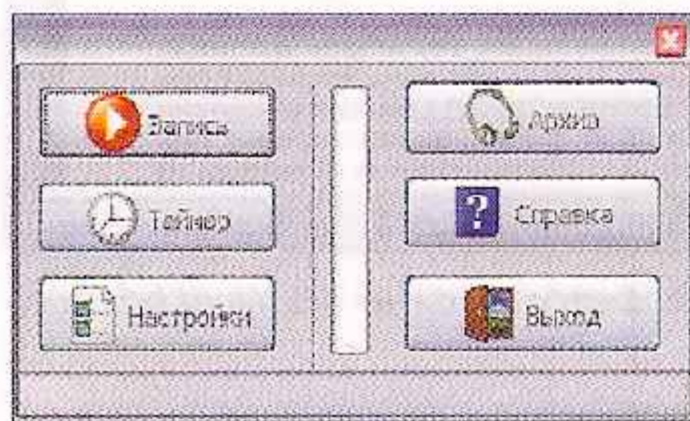 Запись
Таймер
Настройки
Архив
Справка
Выход